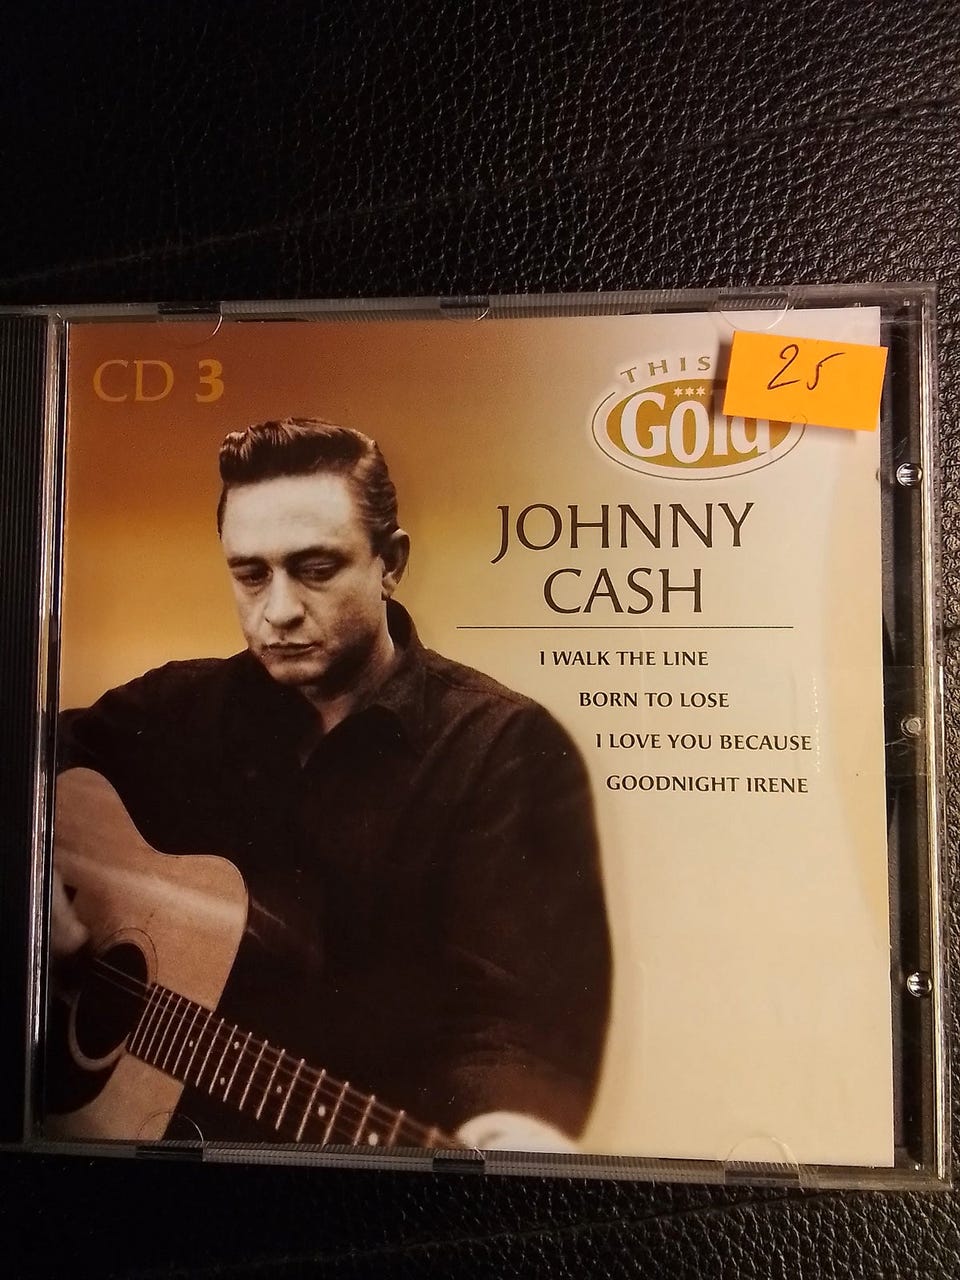 CD 3
25
THIS
Gold
JOHNNY
CASH
I WALK THE LINE
BORN TO LOSE
I LOVE YOU BECAUSE
GOODNIGHT IRENE